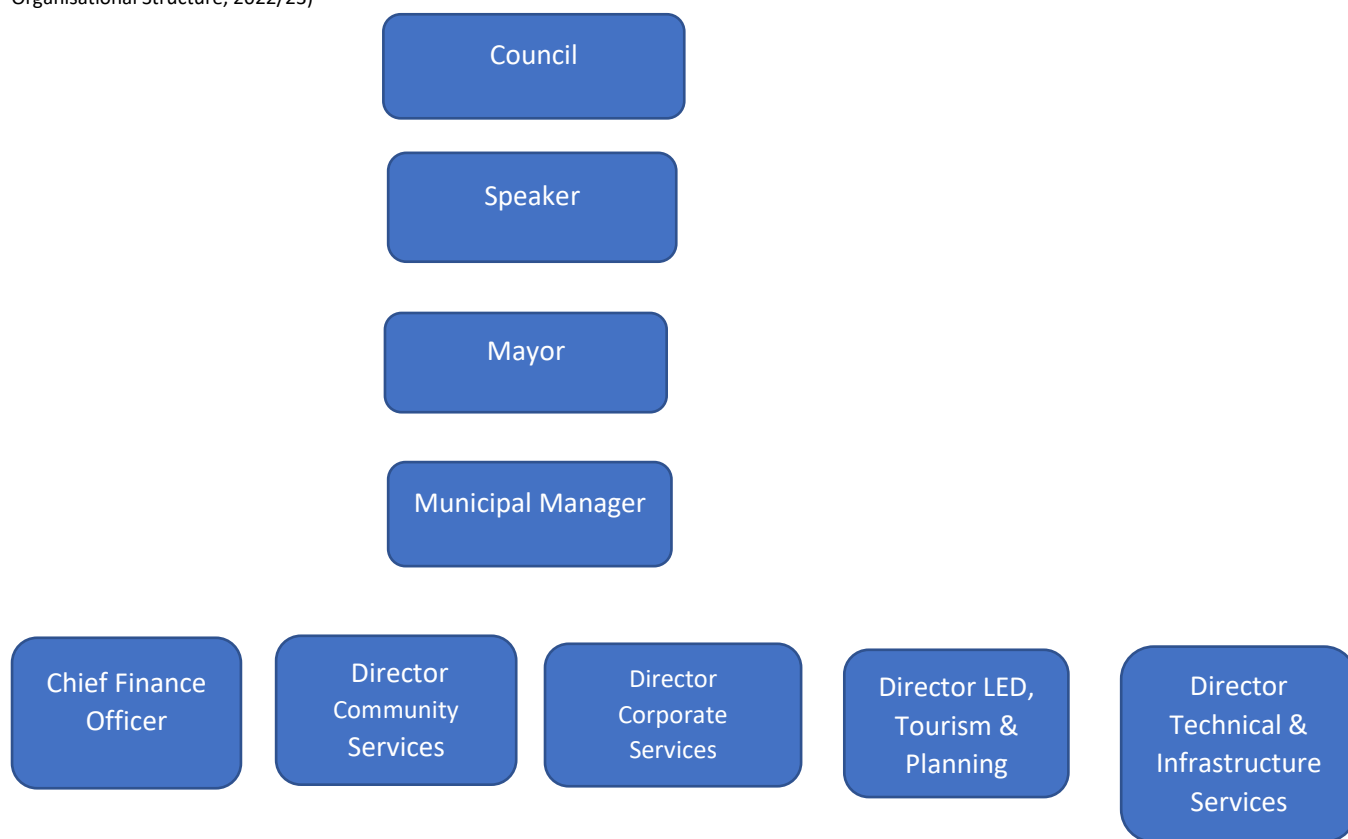 Organisational Structure, 2022/23)
Council
Speaker
Mayor
Municipal Manager
Chief Finance
Officer
Director
Community
Services
Director
Corporate
Services
Director LED,
Tourism &
Planning
Director
Technical &
Infrastructure
Services